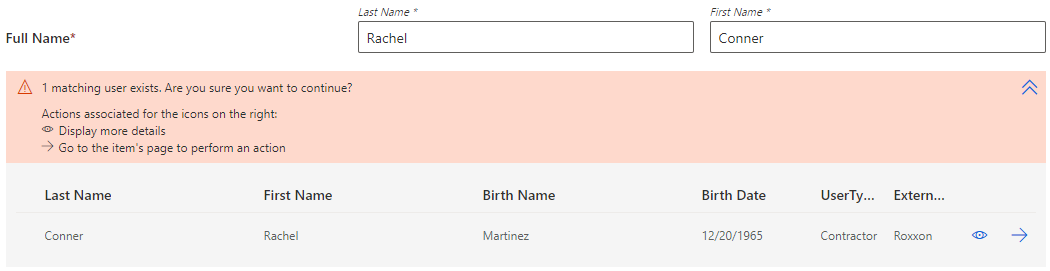 Last Name * First Name *
Full Name* Rachel Conner
1 matching user exists. Are you sure you want to continue?
Actions associated for the icons on the right:
Display more details
Go to the item's page to perform an action
Last Name First Name Birth Name Birth Date UserTy... Extern...
Conner Rachel Martinez 12/20/1965 Contractor Roxxon